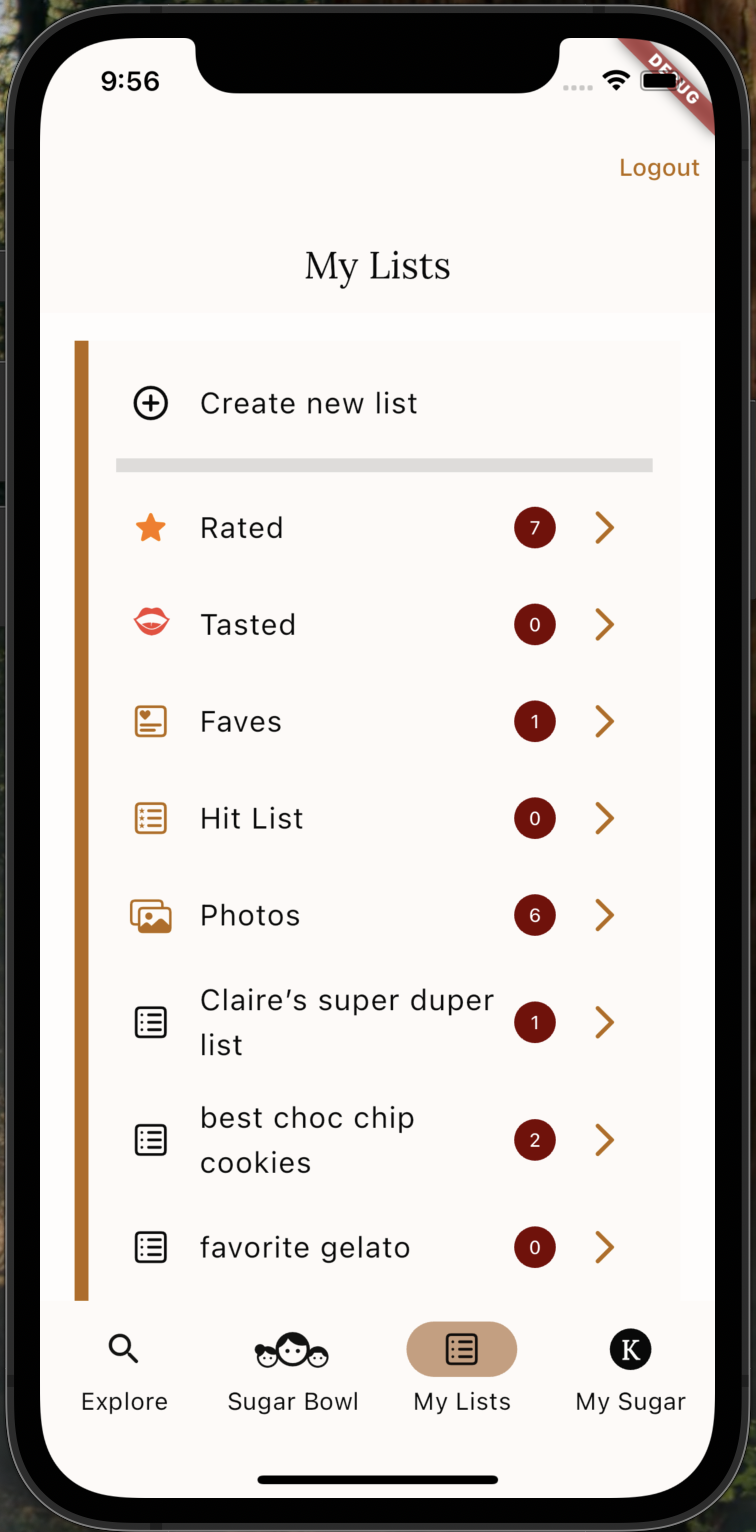 9:56
DEBUG
Logout
My Lists
Create new list
Rated 7
Tasted 0
Faves 1
Hit List 0
Photos 6
Claire’s super duper
list
1
best choc chip
cookies
2
favorite gelato 0
K
Explore Sugar Bowl My Lists My Sugar